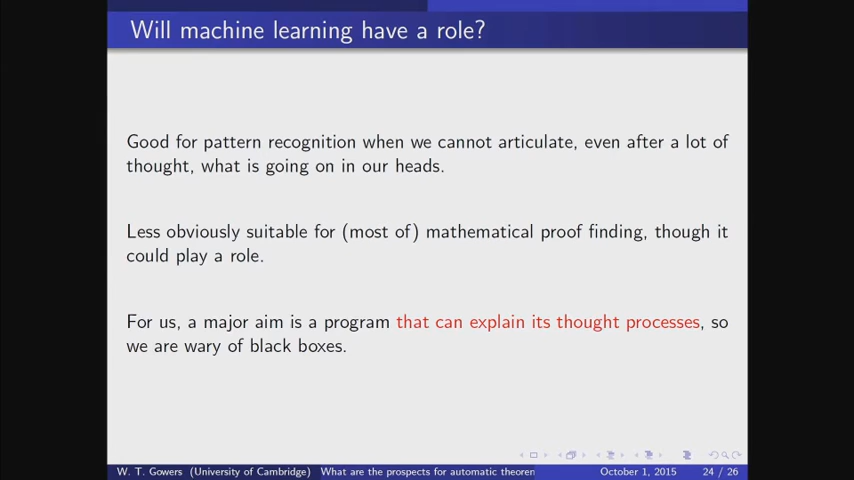 Will machine learning have a role?
Good for pattern recognition when we cannot articulate, even after a lot of
thought, what is going on in our heads.
Less obviously suitable for (most of) mathematical proof finding, though it
could play a role.
For us, a major aim is a program that can explain its thought processes, so
we are wary of black boxes.
W. T. Gowers (University of Cambridge) What are the prospects for automatic theorem October 1, 2015 24 / 26